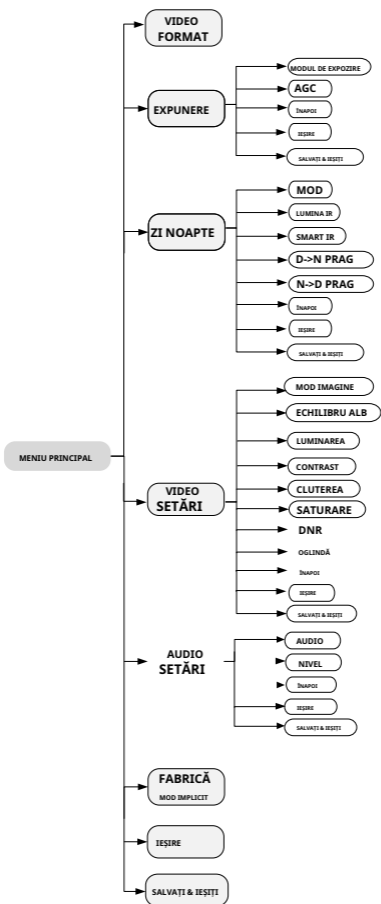 VIDEO
FORMAT
MODUL DE EXPOZIRE
AGC
EXPUNERE
ÎNAPOI
IEȘIRE
SALVAȚI & IEȘIȚI
MOD
LUMINA IR
ZI NOAPTE
SMART IR
D->N PRAG
N->D PRAG
ÎNAPOI
IEȘIRE
SALVAȚI & IEȘIȚI
MOD IMAGINE
ECHILIBRU ALB
LUMINAREA
MENIU PRINCIPAL
CONTRAST
VIDEO
SETĂRI
CLUTEREA
SATURARE
DNR
OGLINDĂ
ÎNAPOI
IEȘIRE
SALVAȚI & IEȘIȚI
AUDIO
SETĂRI
AUDIO
NIVEL
ÎNAPOI
IEȘIRE
SALVAȚI & IEȘIȚI
FABRICĂ
MOD IMPLICIT
IEȘIRE
SALVAȚI & IEȘIȚI